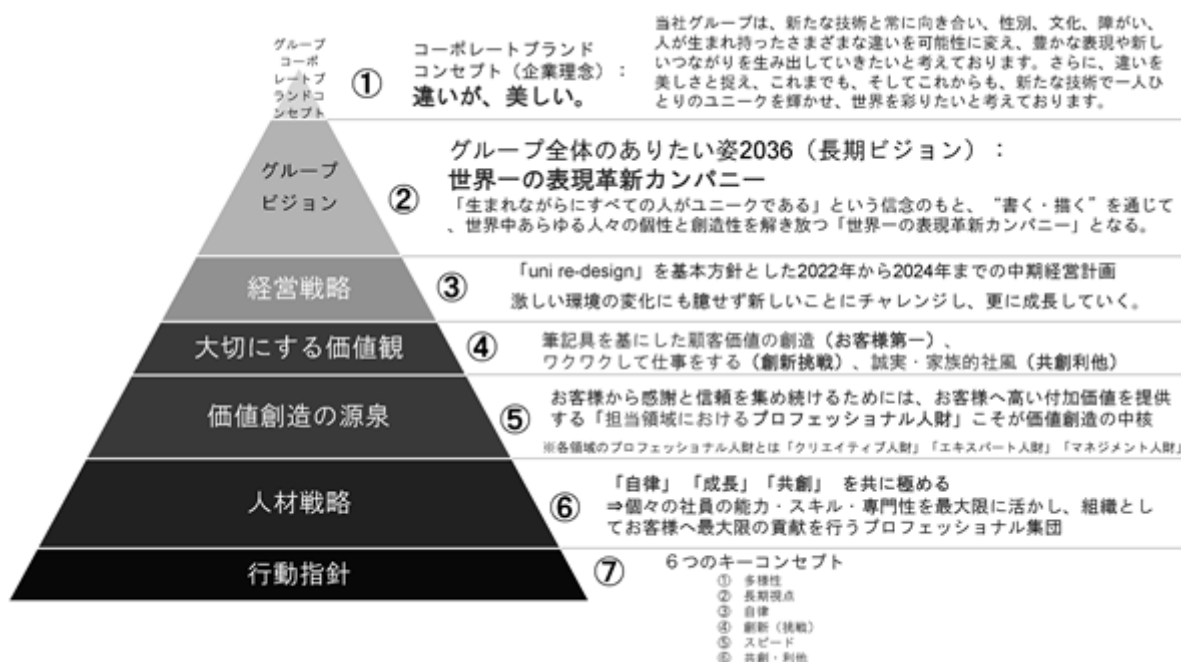 グループ
コーポ
レートブ
ランドコ
ンセプト
①
コーポレートブランド
コンセプト（企業理念）：
違いが、美しい。
当社グループは、新たな技術と常に向き合い、性別、文化、障がい、
人が生まれ持ったさまざまな違いを可能性に変え、豊かな表現や新し
いつながりを生み出していきたいと考えております。さらに、違いを
美しさと捉え、これまでも、そしてこれからも、新たな技術で一人ひ
とりのユニークを輝かせ、世界を彩りたいと考えております。
グループ
ビジョン
②
グループ全体のありたい姿2036（長期ビジョン）：
世界一の表現革新カンパニー
「生まれながらにすべての人がユニークである」という信念のもと、“書く・描く”を通じて
、世界中あらゆる人々の個性と創造性を解き放つ「世界一の表現革新カンパニー」となる。
経営戦略
③
「uni re-design」を基本方針とした2022年から2024年までの中期経営計画
激しい環境の変化にも臆せず新しいことにチャレンジし、更に成長していく。
大切にする価値観
④
筆記具を基にした顧客価値の創造（お客様第一）、
ワクワクして仕事をする（創新挑戦）、誠実・家族的社風（共創利他）
価値創造の源泉
⑤
お客様から感謝と信頼を集め続けるためには、お客様へ高い付加価値を提供
する「担当領域におけるプロフェッショナル人財」こそが価値創造の中核
※各領域のプロフェッショナル人財とは「クリエイティブ人財」「エキスパート人財」「マネジメント人財」
人材戦略
⑥
「自律」「成長」「共創」を共に極める
⇒個々の社員の能力・スキル・専門性を最大限に活かし、組織とし
てお客様へ最大限の貢献を行うプロフェッショナル集団
行動指針
⑦
６つのキーコンセプト
① 多様性
② 長期視点
③ 自律
④ 創新（挑戦）
⑤ スピード
⑥ 共創・利他